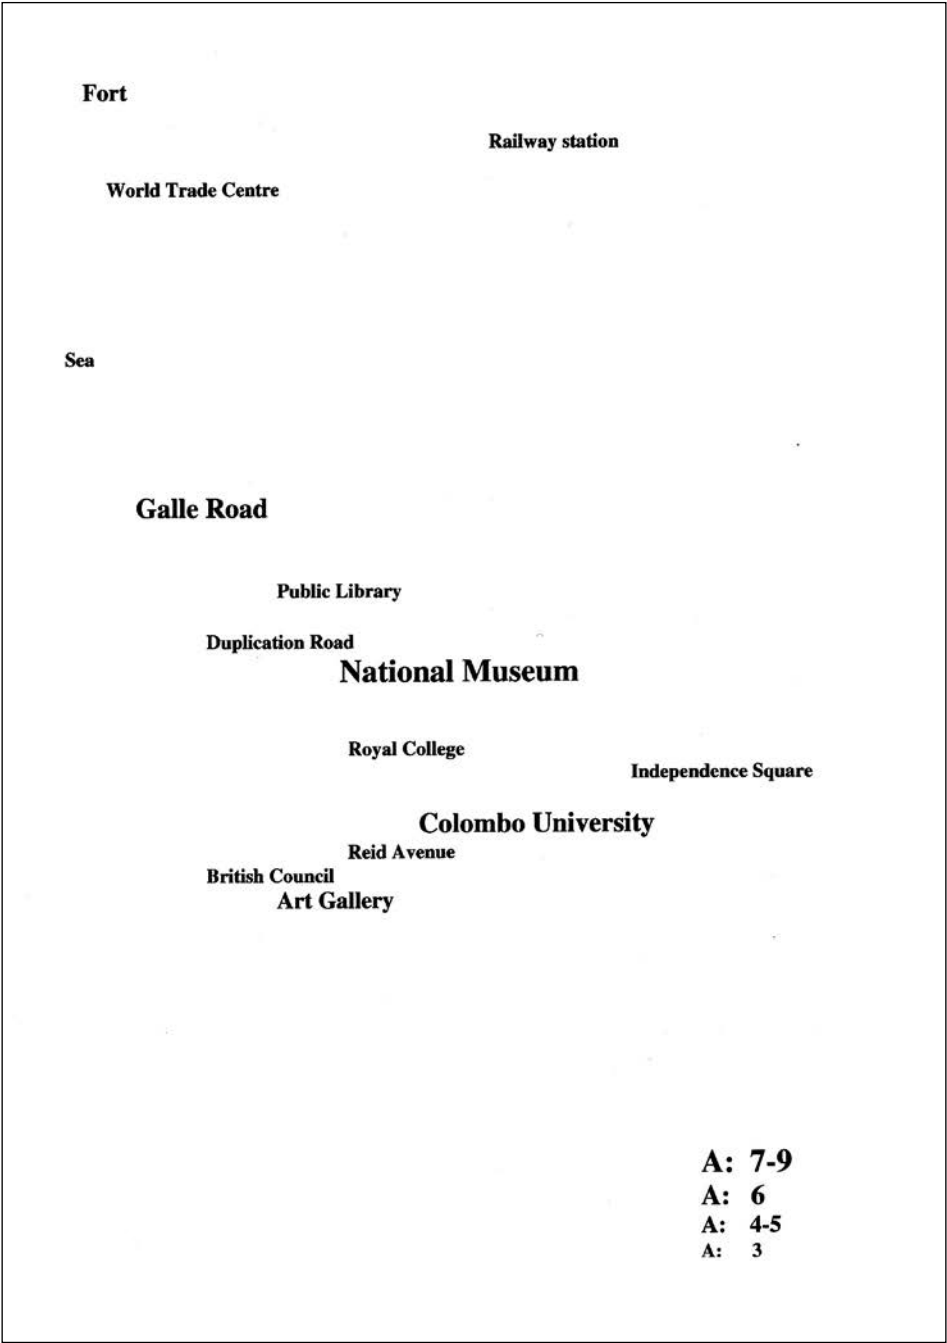 Fort
Railway station
World Trade Centre
Sea
Galle Road
Public Library
Duplication Road
National Museum
Royal College
Independence Square
Colombo University
Reid Avenue
British Council
Art Gallery
A: 7-9
A: 6
A: 4-5
A: 3